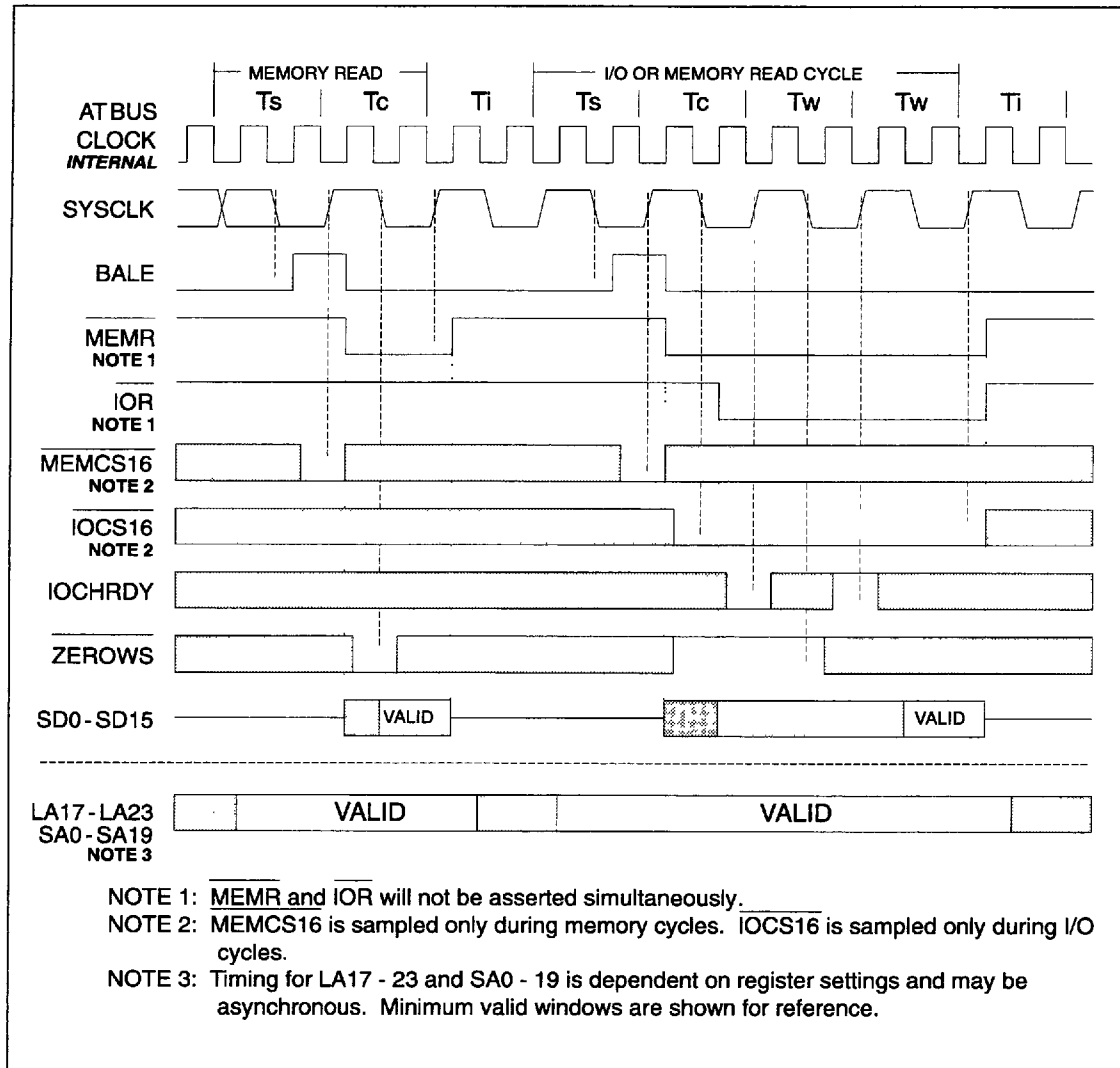 MEMORY READ
I/O OR MEMORY READ CYCLE
Ts Tc Ti Ts Tc Tw Tw Ti
AT BUS
CLOCK
INTERNAL
SYSCLK
BALE
MEMR
NOTE 1
IOR
NOTE 1
MEMCS16
NOTE 2
IOCS16
NOTE 2
IOCHRDY
ZEROWS
SD0 - SD15 VALID VALID
LA17 - LA23 VALID VALID
SA0 - SA19
NOTE 3
NOTE 1: MEMR and IOR will not be asserted simultaneously.
NOTE 2: MEMCS16 is sampled only during memory cycles. IOCS16 is sampled only during I/O
cycles.
NOTE 3: Timing for LA17 - 23 and SA0 - 19 is dependent on register settings and may be
asynchronous. Minimum valid windows are shown for reference.